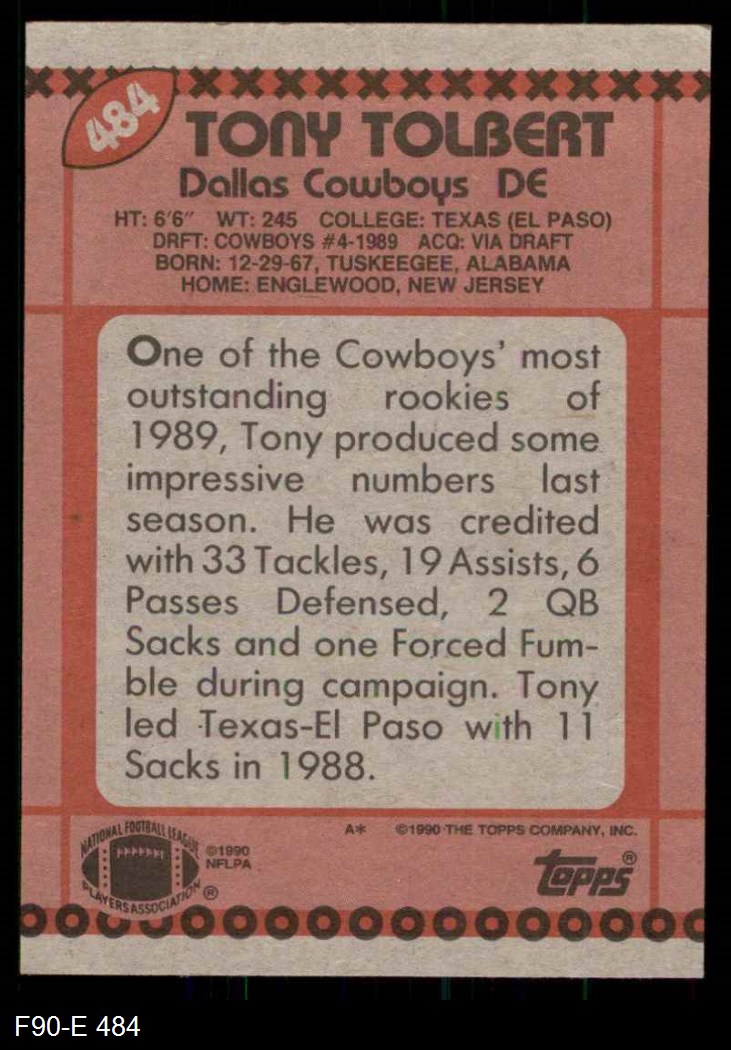 484
TONY TOLBERT
Dallas Cowboys DE
HT: 6'6" WT: 245 COLLEGE: TEXAS (EL PASO)
DRFT: COWBOYS #4-1989 ACQ: VIA DRAFT
BORN: 12-29-67, TUSKEEGEE, ALABAMA
HOME: ENGLEWOOD, NEW JERSEY
One of the Cowboys' most
outstanding rookies of
1989, Tony produced some
impressive numbers last
season. He was credited
with 33 Tackles, 19 Assists, 6
Passes Defensed, 2 QB
Sacks and one Forced Fum-
ble during campaign. Tony
led Texas-El Paso with 11
Sacks in 1988.
A* ©1990 THE TOPPS COMPANY, INC.
NATIONAL FOOTBALL LEAGUE
PLAYERS ASSOCIATION ®
©1990
NFLPA
topps®
F90-E 484